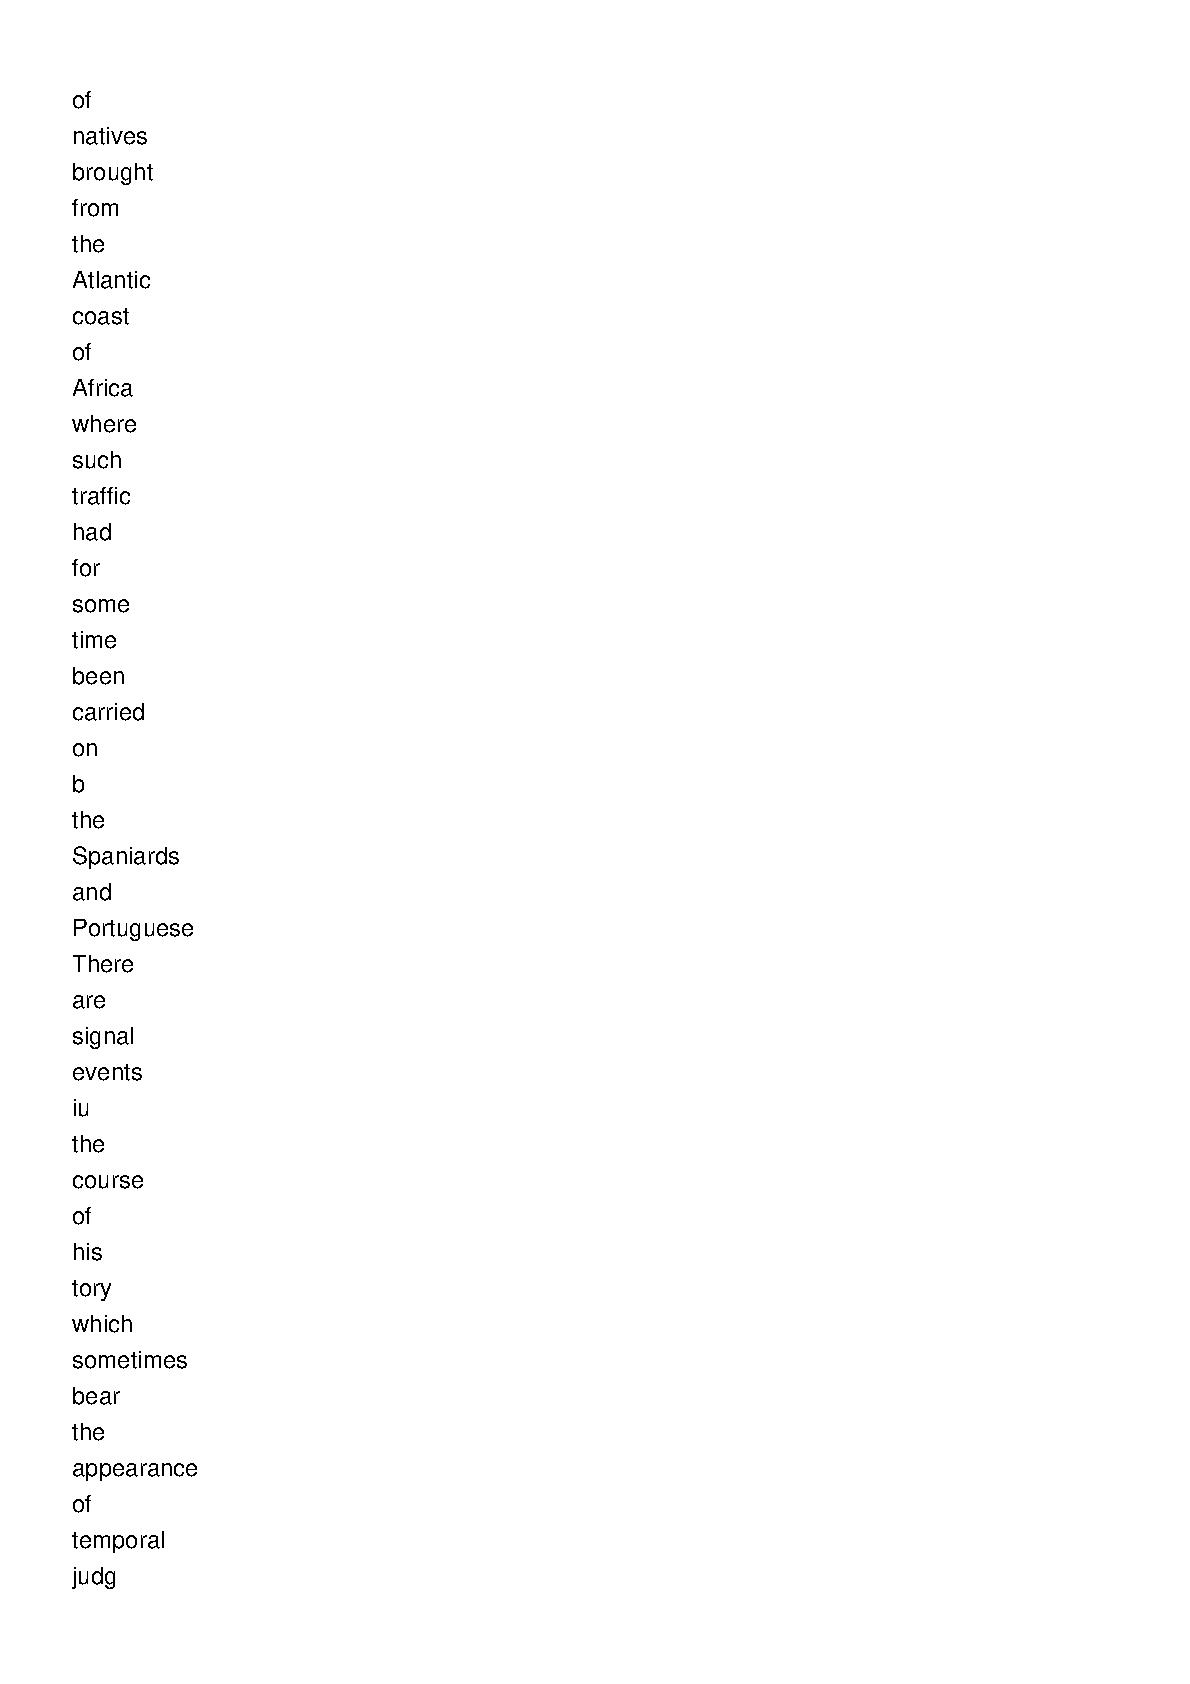 of
natives
brought
from
the
Atlantic
coast
of
Africa
where
such
traffic
had
for
some
time
been
carried
on
b
the
Spaniards
and
Portuguese
There
are
signal
events
iu
the
course
of
his
tory
which
sometimes
bear
the
appearance
of
temporal
judg